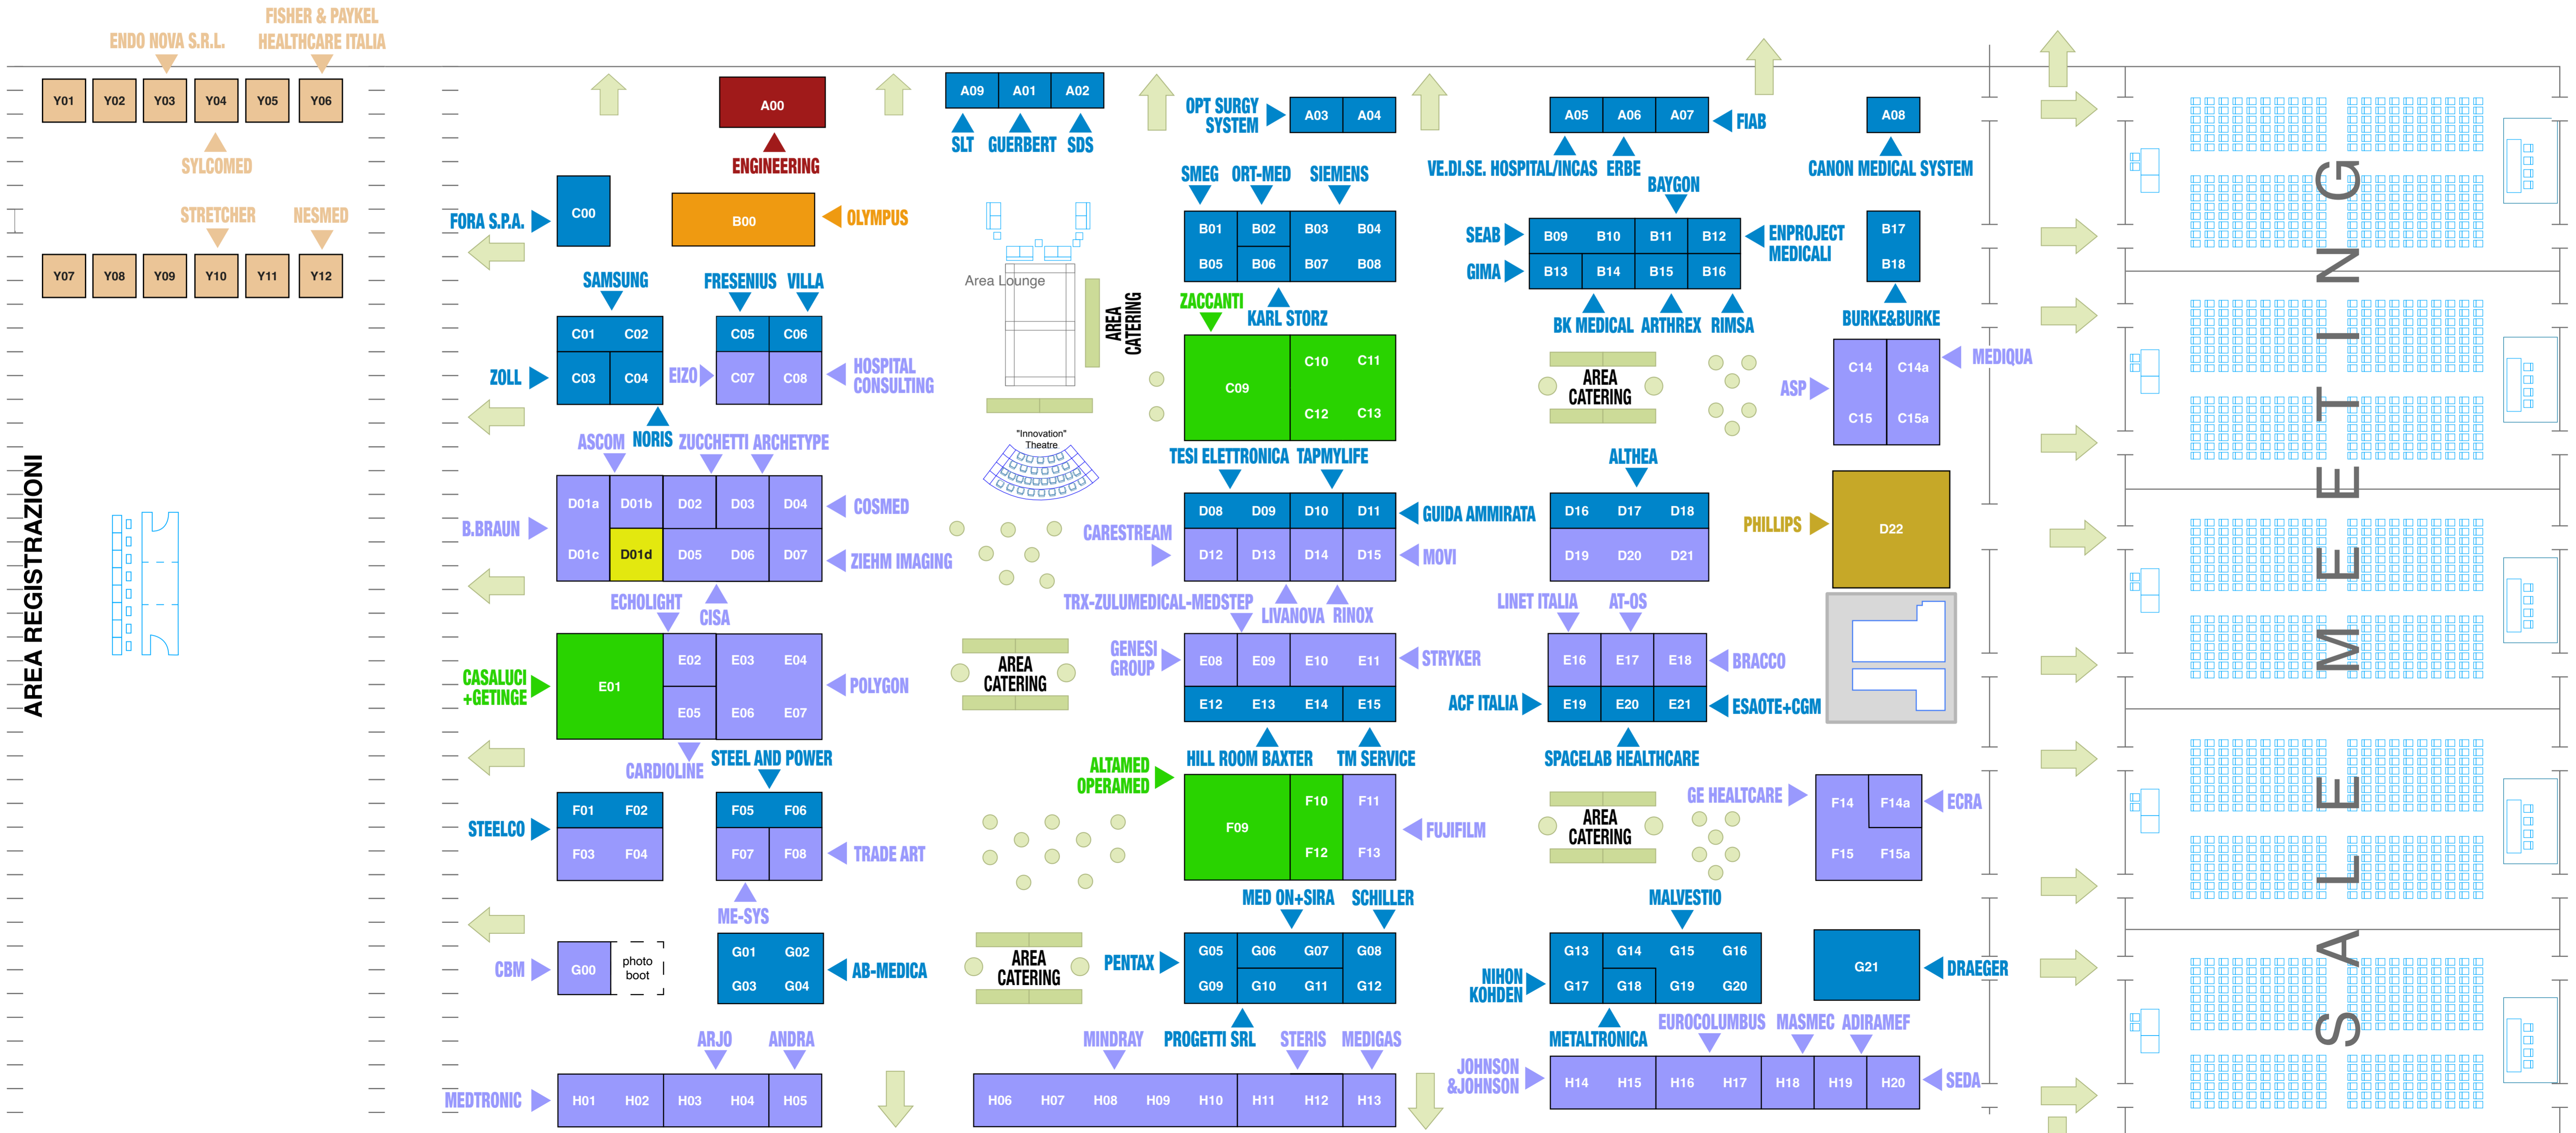 FISHER & PAYKEL
HEALTHCARE ITALIA
ENDO NOVA S.R.L.
Y01 Y02 Y03 Y04 Y05 Y06
SYLCOMED
STRETCHER NESMED
Y07 Y08 Y09 Y10 Y11 Y12
AREA REGISTRAZIONI
A00
ENGINEERING
A09 A01 A02
SLT GUERBERT SDS
OPT SURGY
SYSTEM
A03 A04
A05 A06 A07
FIAB
VE.DI.SE. HOSPITAL/INCAS ERBE
A08
CANON MEDICAL SYSTEM
FORA S.P.A.
C00
B00
OLYMPUS
SMEG ORT-MED SIEMENS
B01 B02 B03 B04
B05 B06 B07 B08
KARL STORZ
BAYGON
SEAB
B09 B10 B11 B12
ENPROJECT
MEDICALI
GIMA
B13 B14 B15 B16
BK MEDICAL ARTHREX RIMSA
B17
B18
BURKE&BURKE
Area Lounge
AREA
CATERING
"Innovation"
Theatre
SAMSUNG
C01 C02
ZOLL
C03 C04
NORIS
FRESENIUS VILLA
C05 C06
EIZO
C07 C08
HOSPITAL
CONSULTING
ZACCANTI
C09
C10 C11
C12 C13
AREA
CATERING
MEDIQUA
ASP
C14 C14a
C15 C15a
ASCOM ZUCCHETTI ARCHETYPE
D01a D01b D02 D03 D04
COSMED
B.BRAUN
D01c D01d D05 D06 D07
ZIEHM IMAGING
CISA
TESI ELETTRONICA TAPMYLIFE
D08 D09 D10 D11
GUIDA AMMIRATA
CARESTREAM
D12 D13 D14 D15
MOVI
LIVANOVA RINOX
ALTHEA
D16 D17 D18
D19 D20 D21
PHILLIPS
D22
ECHOLIGHT
CASALUCI
+GETINGE
E01
E02 E03 E04
E05 E06 E07
POLYGON
CARDIOLINE
AREA
CATERING
TRX-ZULUMEDICAL-MEDSTEP
GENESI
GROUP
E08 E09 E10 E11
STRYKER
E12 E13 E14 E15
HILL ROOM BAXTER TM SERVICE
LINET ITALIA AT-OS
E16 E17 E18
BRACCO
ACF ITALIA
E19 E20 E21
ESAOTE+CGM
SPACELAB HEALTHCARE
STEELCO
F01 F02
F03 F04
STEEL AND POWER
F05 F06
F07 F08
TRADE ART
ME-SYS
ALTAMED
OPERAMED
F09
F10 F11
F12 F13
FUJIFILM
AREA
CATERING
GE HEALTCARE
F14 F14a
F15 F15a
ECRA
CBM
G00
photo
boot
G01 G02
G03 G04
AB-MEDICA
AREA
CATERING
MED ON+SIRA SCHILLER
PENTAX
G05 G06 G07 G08
G09 G10 G11 G12
PROGETTI SRL
MALVESTIO
NIHON
KOHDEN
G13 G14 G15 G16
G17 G18 G19 G20
METALTRONICA
G21
DRAEGER
MEDTRONIC
ARJO ANDRA
H01 H02 H03 H04 H05
MINDRAY STERIS MEDIGAS
H06 H07 H08 H09 H10 H11 H12 H13
JOHNSON
&JOHNSON
EUROCOLUMBUS MASMEC ADIRAMEF
H14 H15 H16 H17 H18 H19 H20
SEDA
SALE MEETING